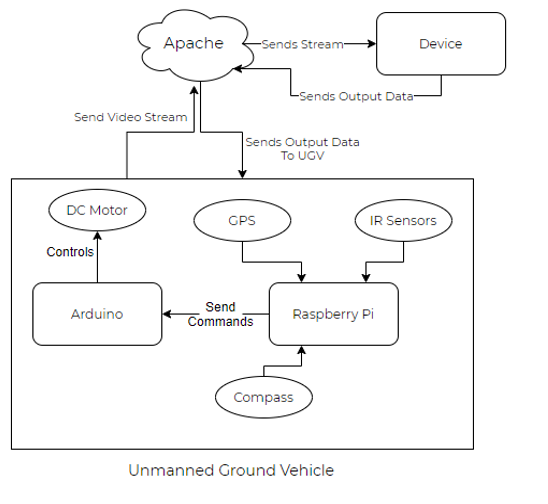 Apache
Sends Stream
Device
Sends Output Data
Send Video Stream
Sends Output Data
To UGV
DC Motor
GPS
IR Sensors
Controls
Arduino
Send
Commands
Raspberry Pi
Compass
Unmanned Ground Vehicle